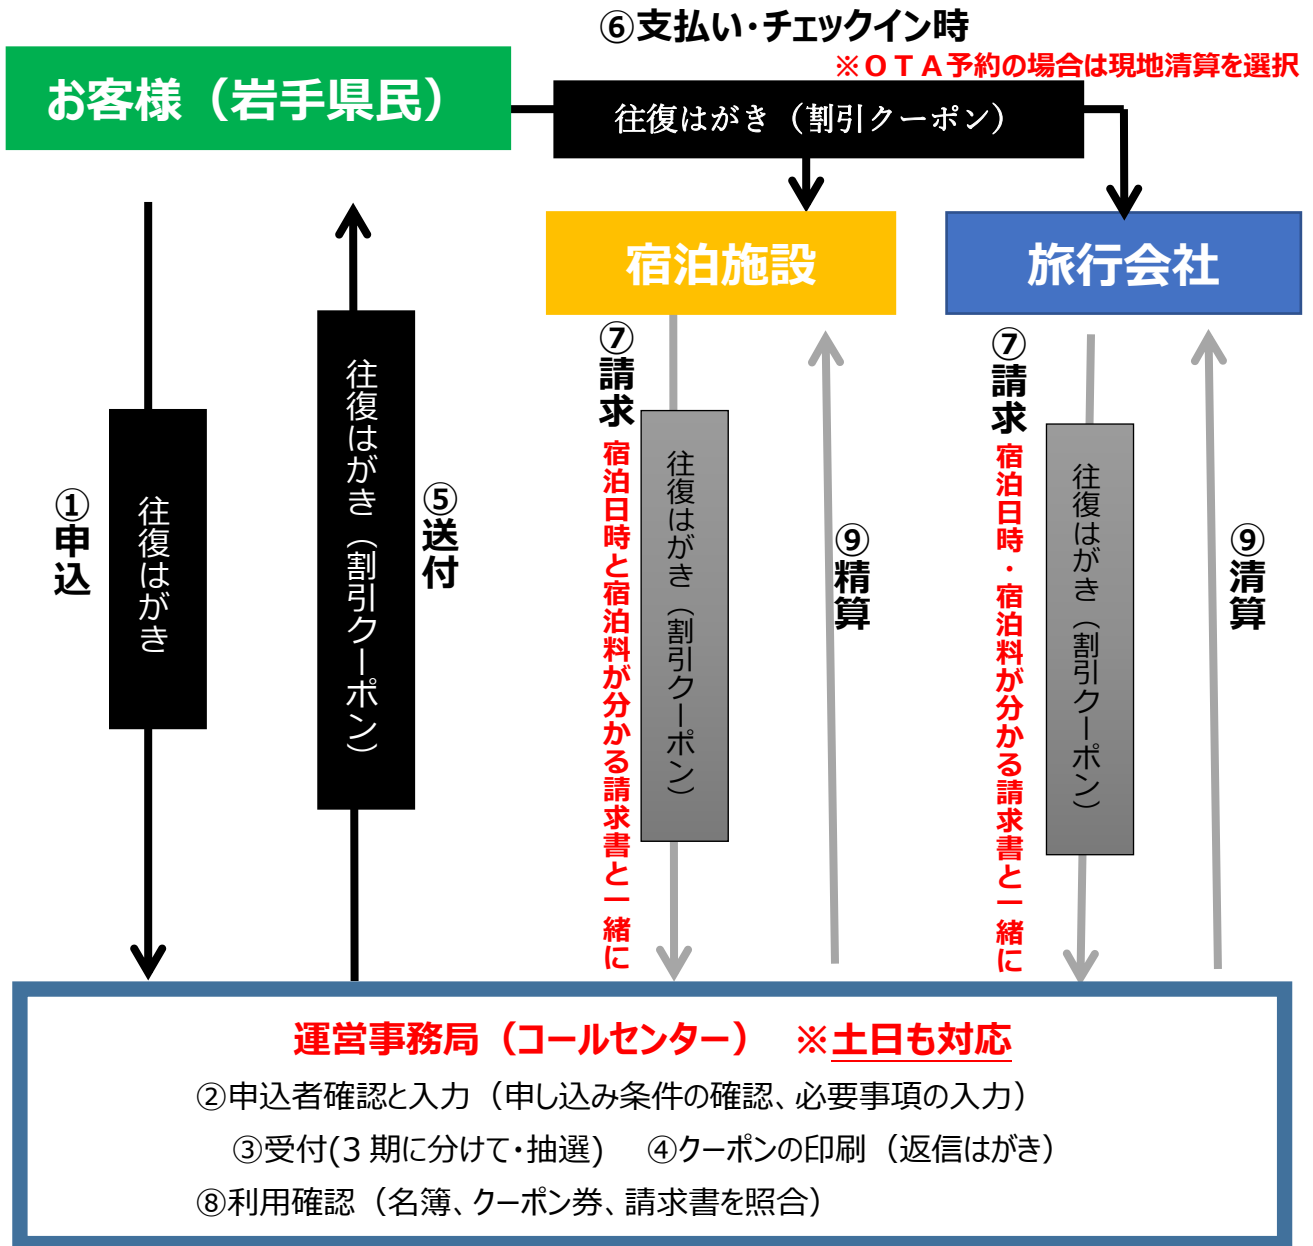 ⑥支払い・チェックイン時
※ＯＴＡ予約の場合は現地清算を選択
お客様（岩手県民）
往復はがき（割引クーポン）
宿泊施設
旅行会社
①申込
往復はがき
往復はがき（割引クーポン）
⑤送付
⑦請求
宿泊日時と宿泊料が分かる請求書と一緒に
往復はがき（割引クーポン）
⑨精算
⑦請求
宿泊日時・宿泊料が分かる請求書と一緒に
往復はがき（割引クーポン）
⑨清算
運営事務局（コールセンター）　※土日も対応
②申込者確認と入力（申し込み条件の確認、必要事項の入力）
③受付(３期に分けて・抽選)　④クーポンの印刷（返信はがき）
⑧利用確認（名簿、クーポン券、請求書を照合）